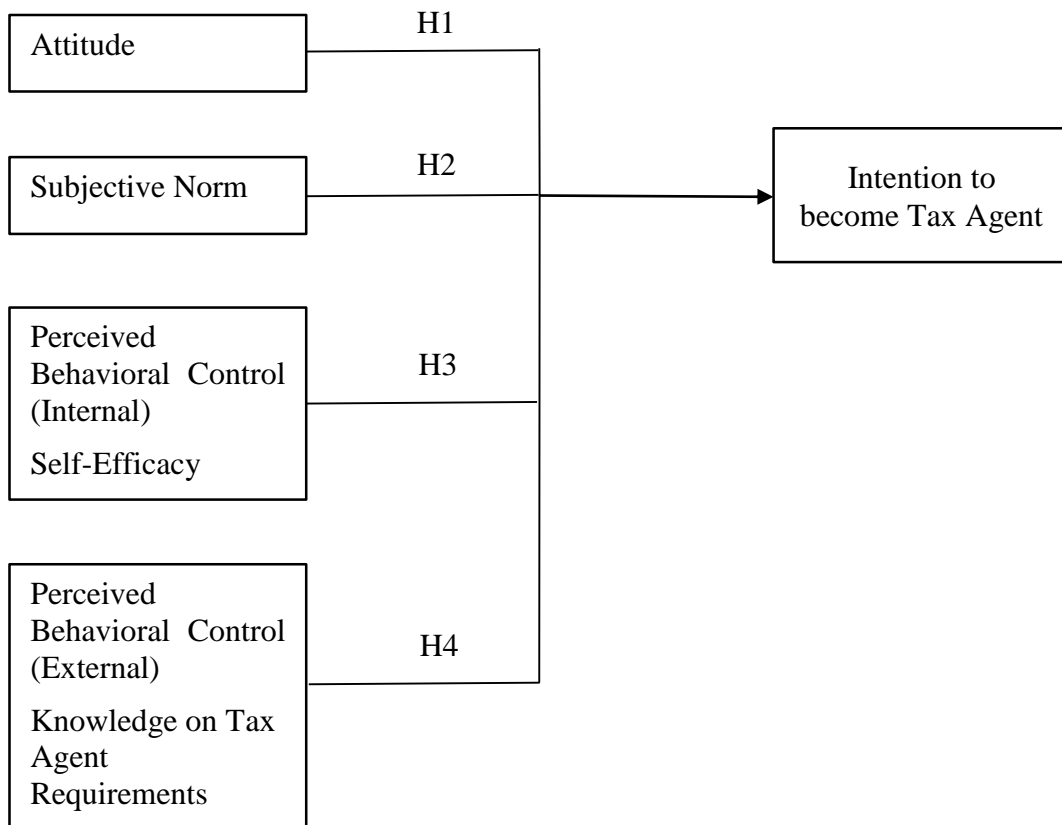 H1
Attitude
H2
Subjective Norm
Intention to
become Tax Agent
Perceived
Behavioral Control
(Internal)
Self-Efficacy
H3
Perceived
Behavioral Control
(External)
Knowledge on Tax
Agent
Requirements
H4